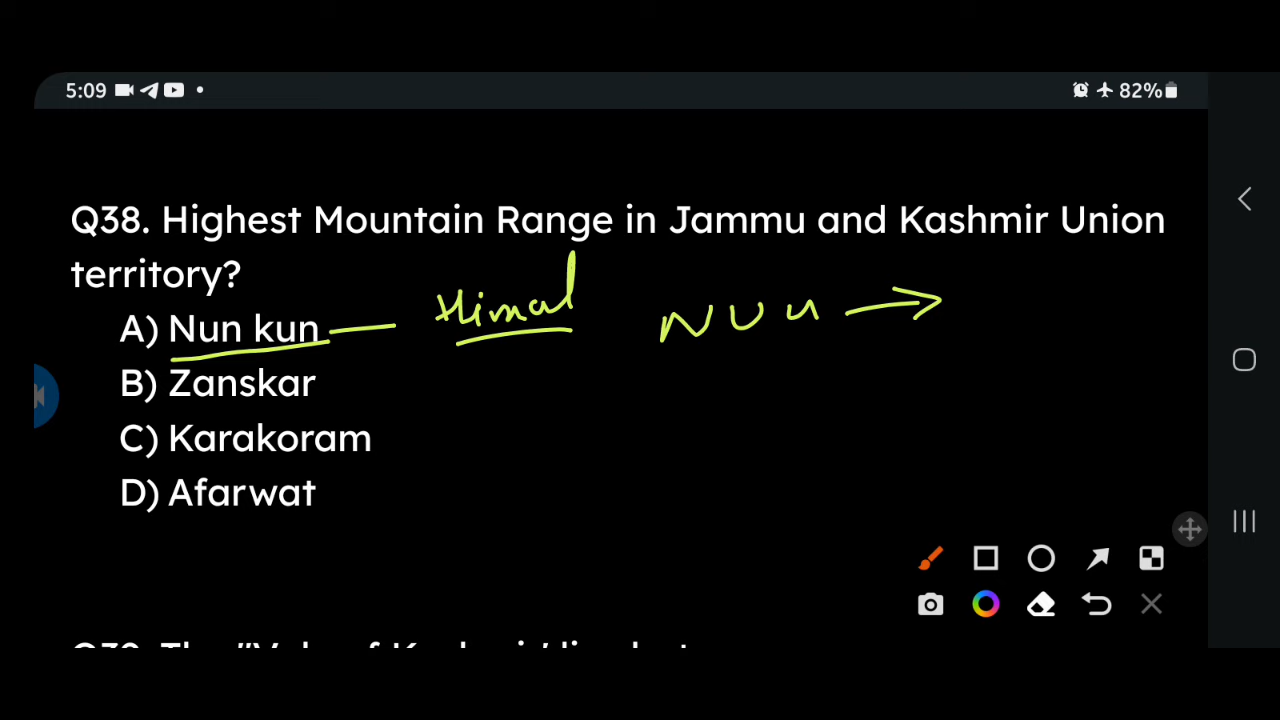 5:09 82%
Q38. Highest Mountain Range in Jammu and Kashmir Union
territory?
A) Nun kun Himal Nun
B) Zanskar
C) Karakoram
D) Afarwat